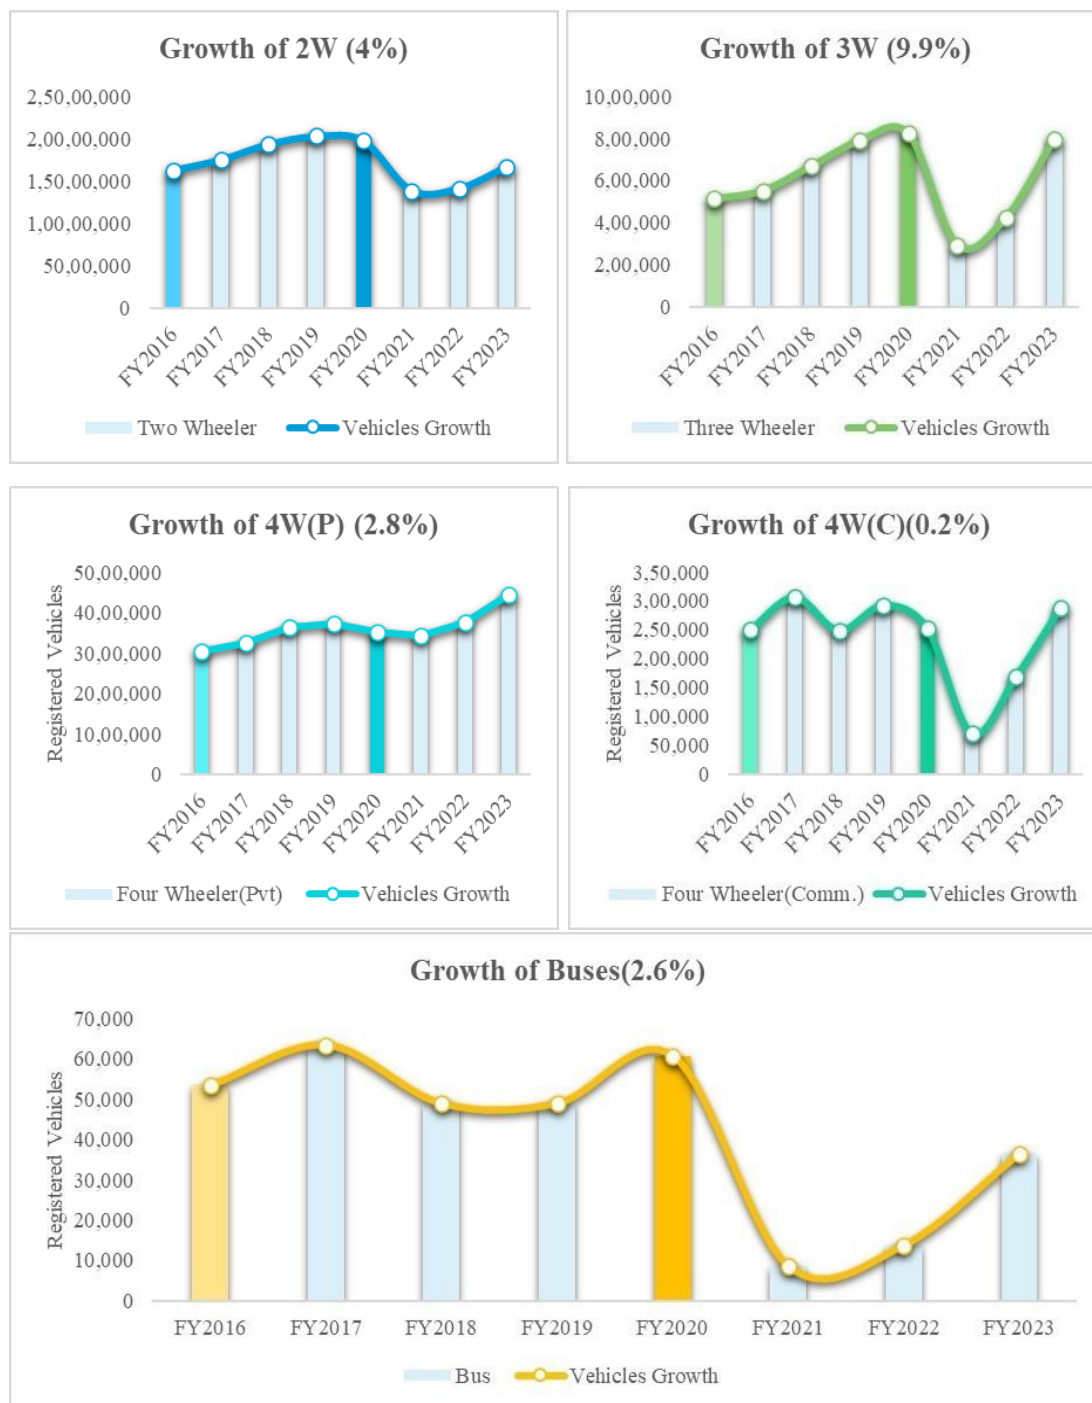 Growth of 2W (4%)
2,50,00,000
2,00,00,000
1,50,00,000
1,00,00,000
50,00,000
0
FY2016
FY2017
FY2018
FY2019
FY2020
FY2021
FY2022
FY2023
Two Wheeler
Vehicles Growth
Growth of 3W (9.9%)
10,00,000
8,00,000
6,00,000
4,00,000
2,00,000
0
FY2016
FY2017
FY2018
FY2019
FY2020
FY2021
FY2022
FY2023
Three Wheeler
Vehicles Growth
Growth of 4W(P) (2.8%)
Registered Vehicles
50,00,000
40,00,000
30,00,000
20,00,000
10,00,000
0
FY2016
FY2017
FY2018
FY2019
FY2020
FY2021
FY2022
FY2023
Four Wheeler(Pvt)
Vehicles Growth
Growth of 4W(C)(0.2%)
Registered Vehicles
3,50,000
3,00,000
2,50,000
2,00,000
1,50,000
1,00,000
50,000
0
FY2016
FY2017
FY2018
FY2019
FY2020
FY2021
FY2022
FY2023
Four Wheeler(Comm.)
Vehicles Growth
Growth of Buses(2.6%)
Registered Vehicles
70,000
60,000
50,000
40,000
30,000
20,000
10,000
0
FY2016
FY2017
FY2018
FY2019
FY2020
FY2021
FY2022
FY2023
Bus
Vehicles Growth